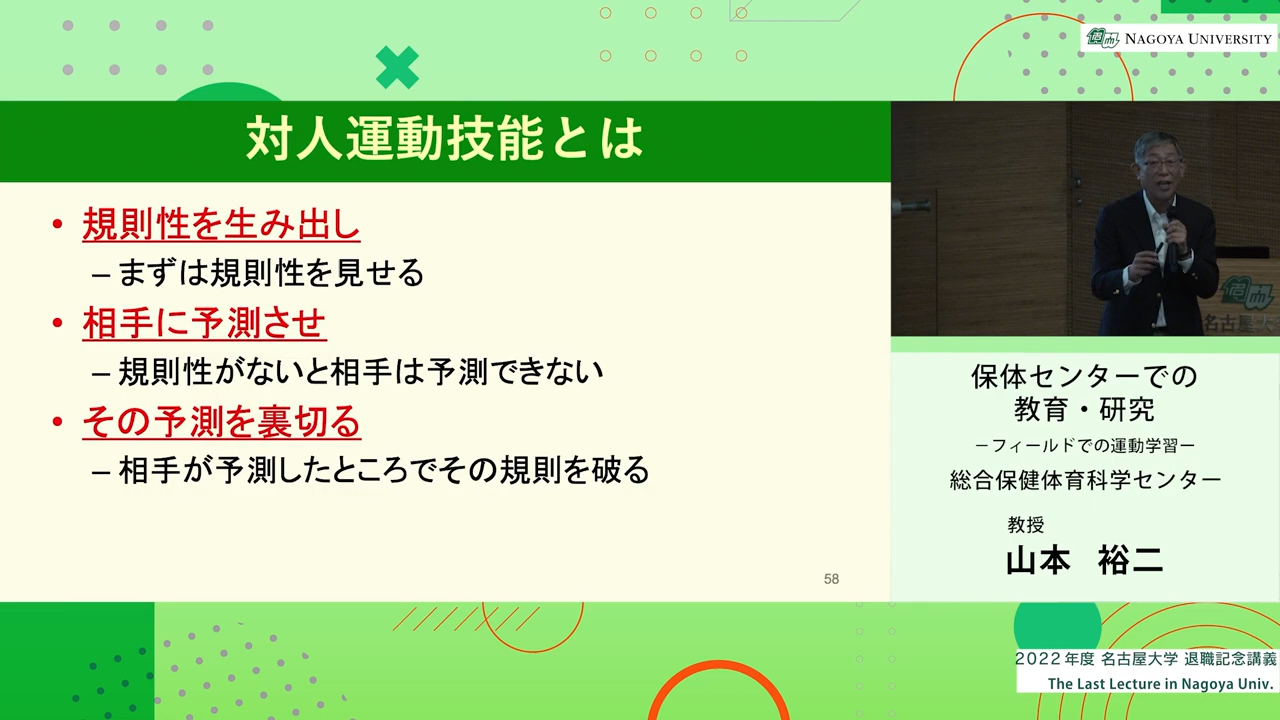 NAGOYA UNIVERSITY
対人運動技能とは
• 規則性を生み出し
– まずは規則性を見せる
• 相手に予測させ
– 規則性がないと相手は予測できない
• その予測を裏切る
– 相手が予測したところでその規則を破る
58
名古屋大
保体センターでの
教育・研究
－フィールドでの運動学習－
総合保健体育科学センター
教授
山本 裕二
2022年度 名古屋大学 退職記念講義
The Last Lecture in Nagoya Univ.